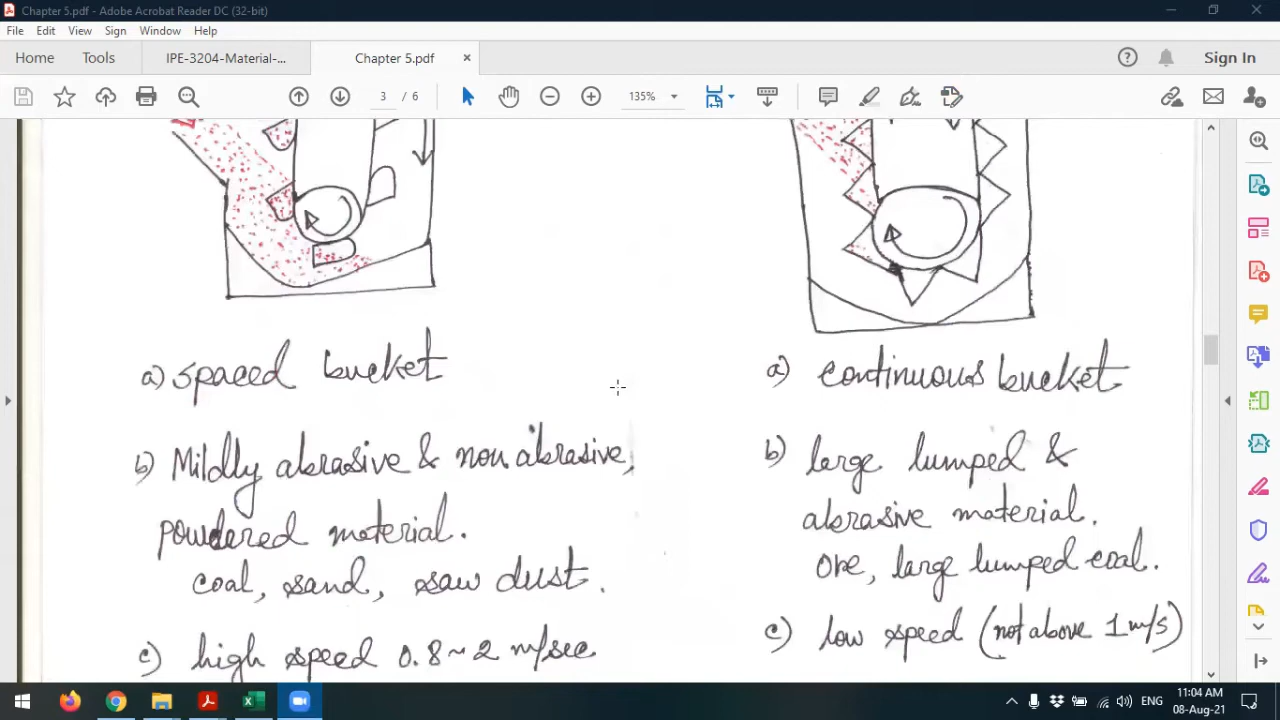 Chapter 5.pdf - Adobe Acrobat Reader DC (32-bit)
File Edit View Sign Window Help
Home Tools IPE-3204-Material-... Chapter 5.pdf × Sign In
3 / 6 135%
a) spaced bucket
b) Mildly abrasive & non abrasive,
powdered material.
coal, sand, saw dust.
c) high speed 0.8~2 m/sec
a) continuous bucket
b) large lumped &
abrasive material.
ore, large lumped coal.
c) low speed (not above 1 m/s)
ENG 11:04 AM
08-Aug-21